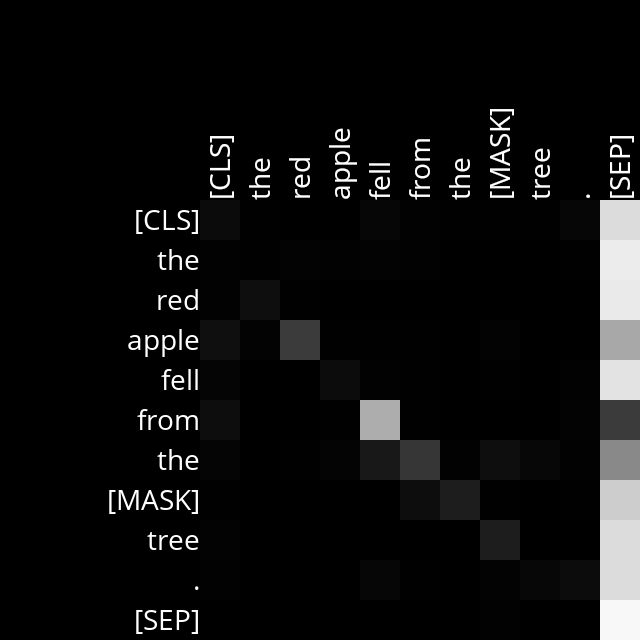 [CLS] the red apple fell from the [MASK] tree . [SEP]
[CLS]
the
red
apple
fell
from
the
[MASK]
tree
.
[SEP]